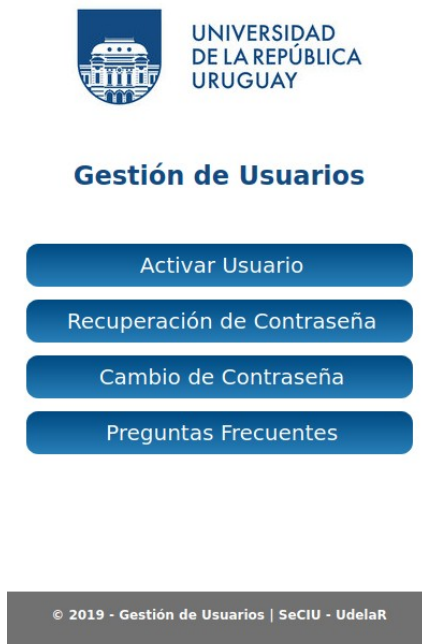 UNIVERSIDAD
DE LA REPÚBLICA
URUGUAY
Gestión de Usuarios
Activar Usuario
Recuperación de Contraseña
Cambio de Contraseña
Preguntas Frecuentes
© 2019 - Gestión de Usuarios | SeCIU - UdelaR